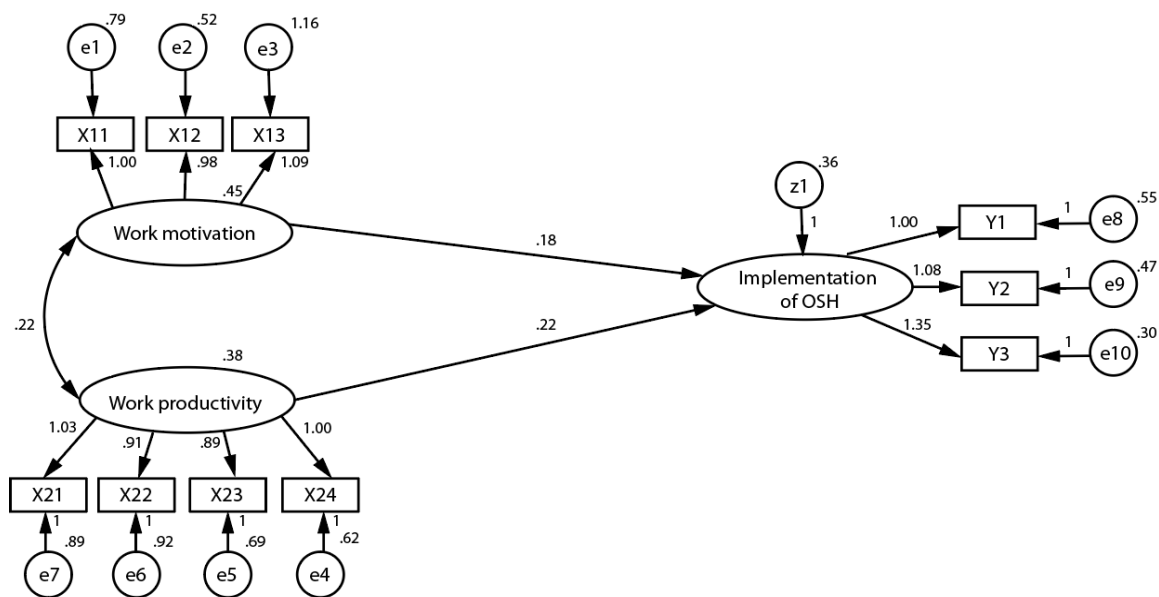 .79
.52
1.16
e1
e2
e3
X11
X12
X13
1.00
.98
1.09
.45
Work motivation
.36
z1
1
.18
1.00
Y1
1
e8
.55
Implementation
of OSH
1.08
Y2
1
e9
.47
1.35
Y3
1
e10
.30
.22
.22
.38
Work productivity
1.03
.91
.89
1.00
X21
X22
X23
X24
1
1
1
1
.89
.92
.69
.62
e7
e6
e5
e4